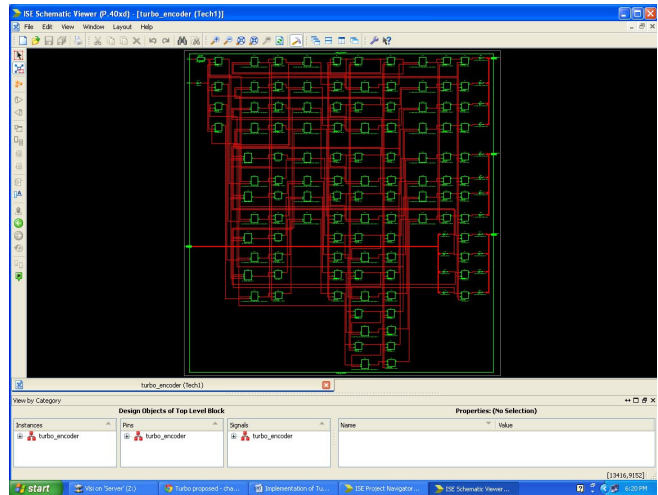 ISE Schematic Viewer (P.40xd) - [turbo_encoder (Tech1)]
File Edit View Window Layout Help
turbo_encoder (Tech1)
View by Category
Design Objects of Top Level Block
Properties: (No Selection)
Instances
Pins
Signals
Name
Value
turbo_encoder
turbo_encoder
turbo_encoder
[13416,9152]
start
Vision 'Server' (Z:)
Turbo proposed - cha...
Implementation of Tu...
ISE Project Navigator...
ISE Schematic Viewer...
6:20 PM